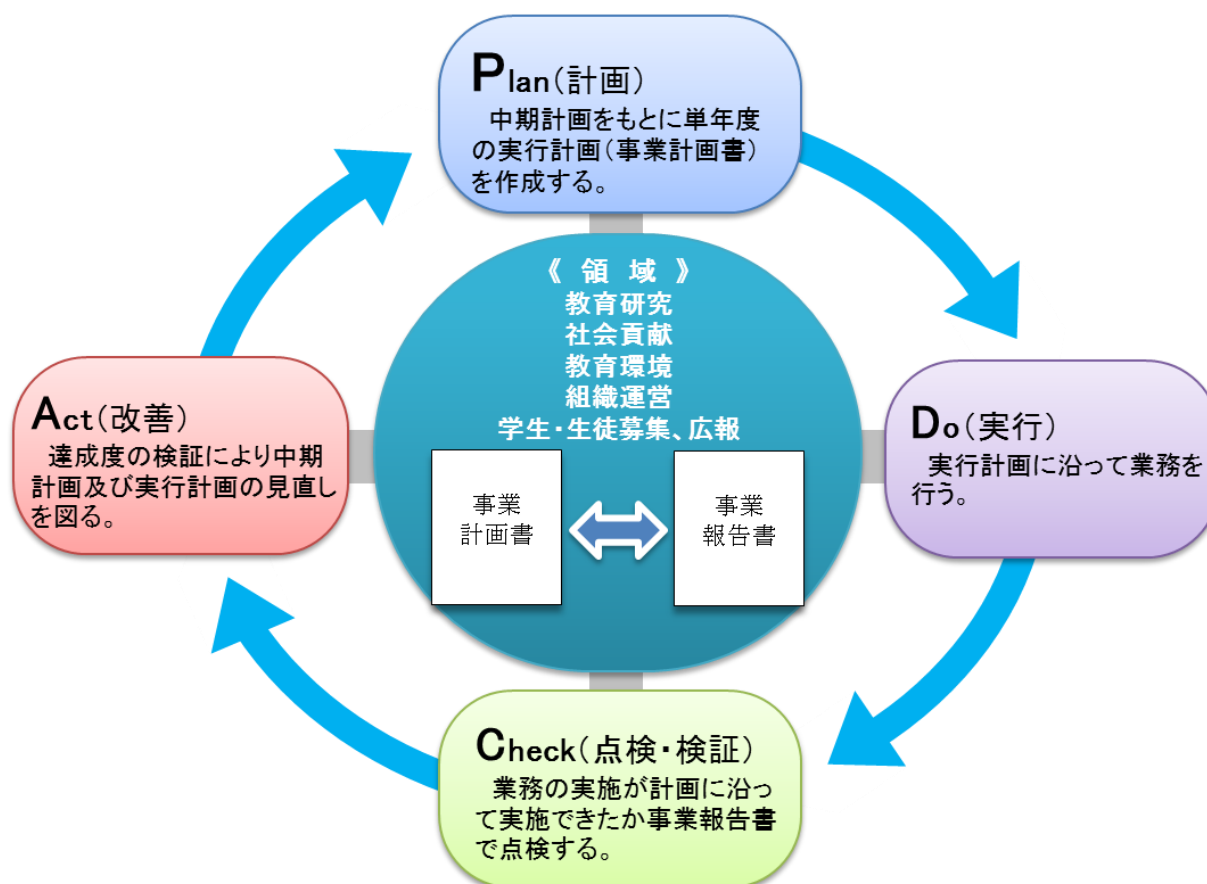 Plan(計画)
中期計画をもとに単年度
の実行計画(事業計画書)
を作成する。
《 領 域 》
教育研究
社会貢献
教育環境
組織運営
学生・生徒募集、広報
事業
計画書
事業
報告書
Act(改善)
達成度の検証により中期
計画及び実行計画の見直し
を図る。
Do(実行)
実行計画に沿って業務を
行う。
Check(点検・検証)
業務の実施が計画に沿っ
て実施できたか事業報告書
で点検する。